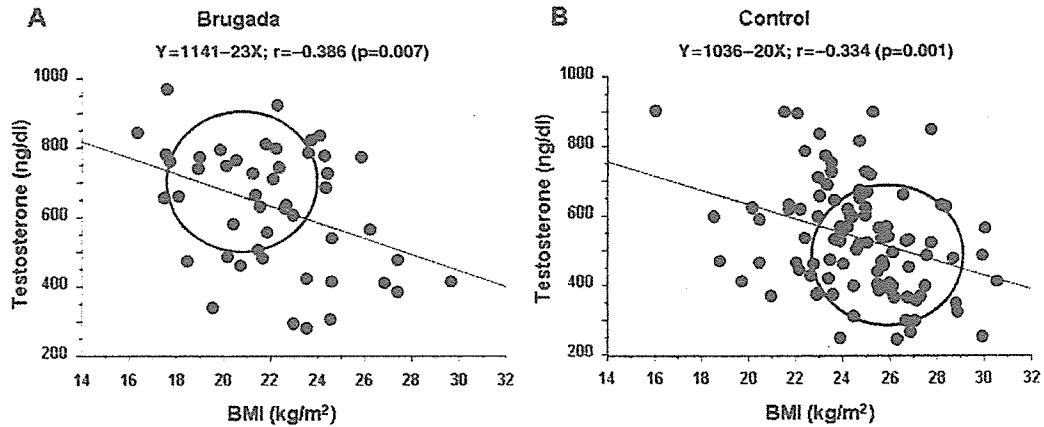 A Brugada
Y=1141–23X; r=–0.386 (p=0.007)
1000
800
600
400
200
Testosterone (ng/dl)
14 16 18 20 22 24 26 28 30 32
BMI (kg/m²)
B Control
Y=1036–20X; r=–0.334 (p=0.001)
1000
800
600
400
200
Testosterone (ng/dl)
14 16 18 20 22 24 26 28 30 32
BMI (kg/m²)